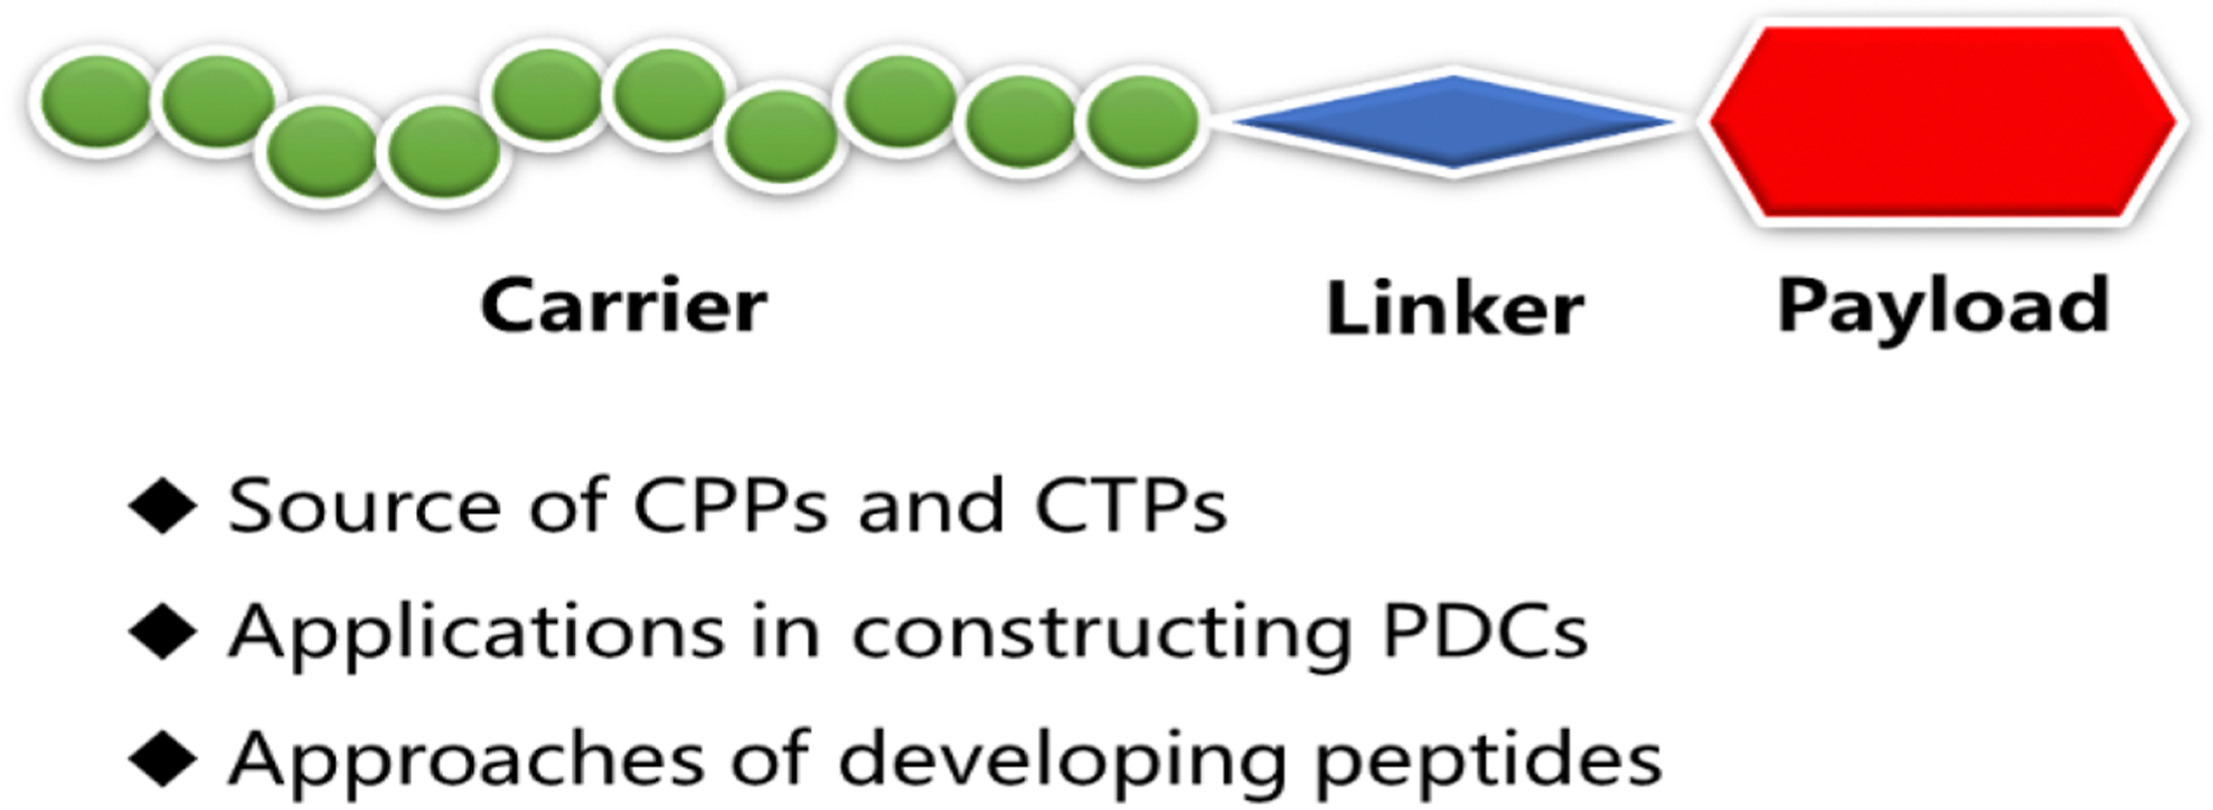 Carrier Linker Payload
Source of CPPs and CTPs
Applications in constructing PDCs
Approaches of developing peptides